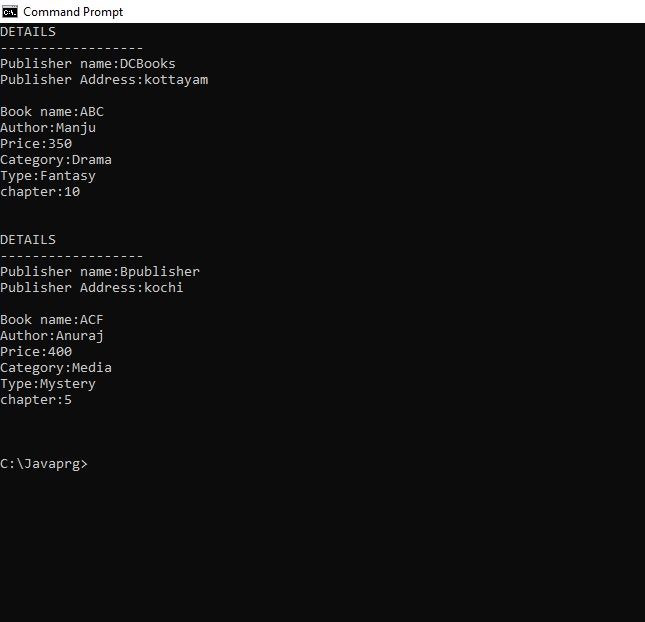 Command Prompt
DETAILS
------------------
Publisher name:DCBooks
Publisher Address:kottayam
Book name:ABC
Author:Manju
Price:350
Category:Drama
Type:Fantasy
chapter:10
DETAILS
------------------
Publisher name:Bpublisher
Publisher Address:kochi
Book name:ACF
Author:Anuraj
Price:400
Category:Media
Type:Mystery
chapter:5
C:\Javaprg>